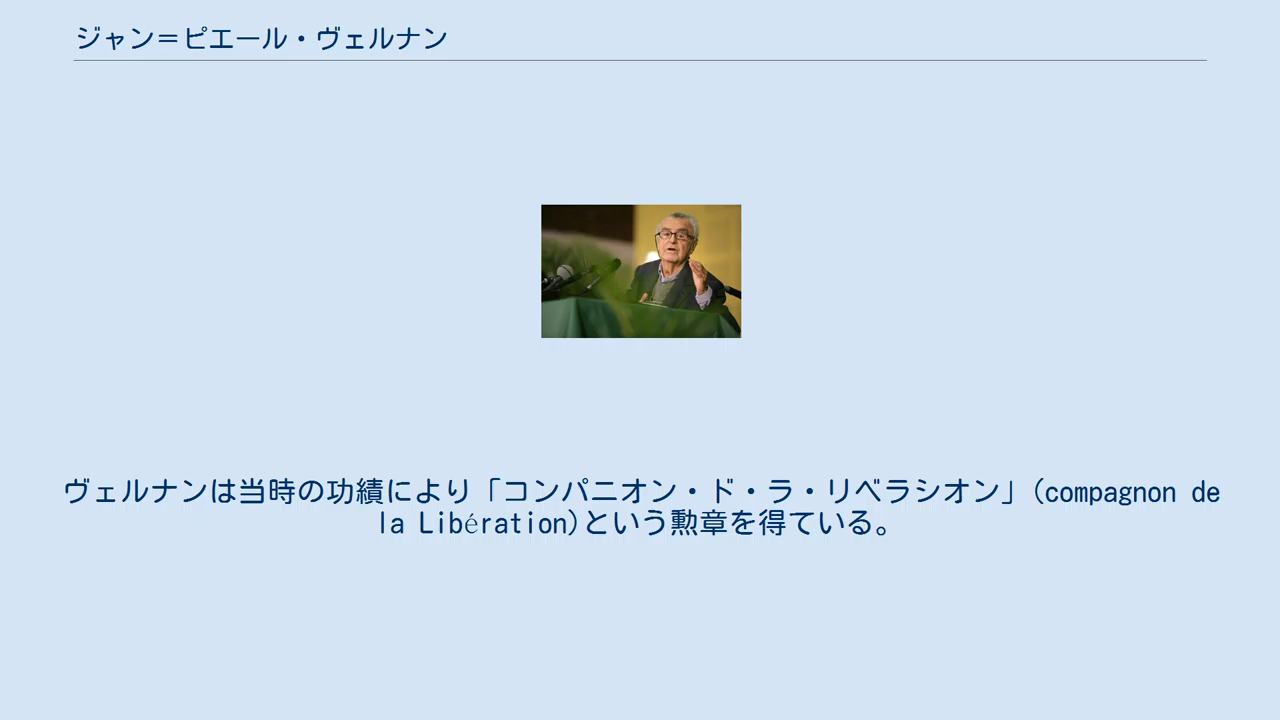 ジャン＝ピエール・ヴェルナン
ヴェルナンは当時の功績により「コンパニオン・ド・ラ・リベラシオン」(compagnon de
la Libération)という勲章を得ている。